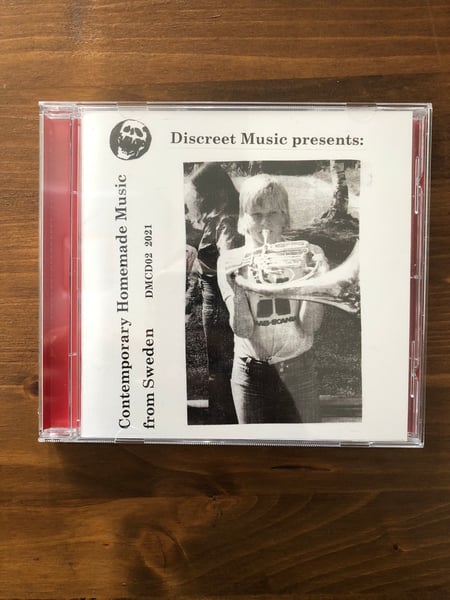 Discreet Music presents:
Contemporary Homemade Music
from Sweden DMCD02 2021